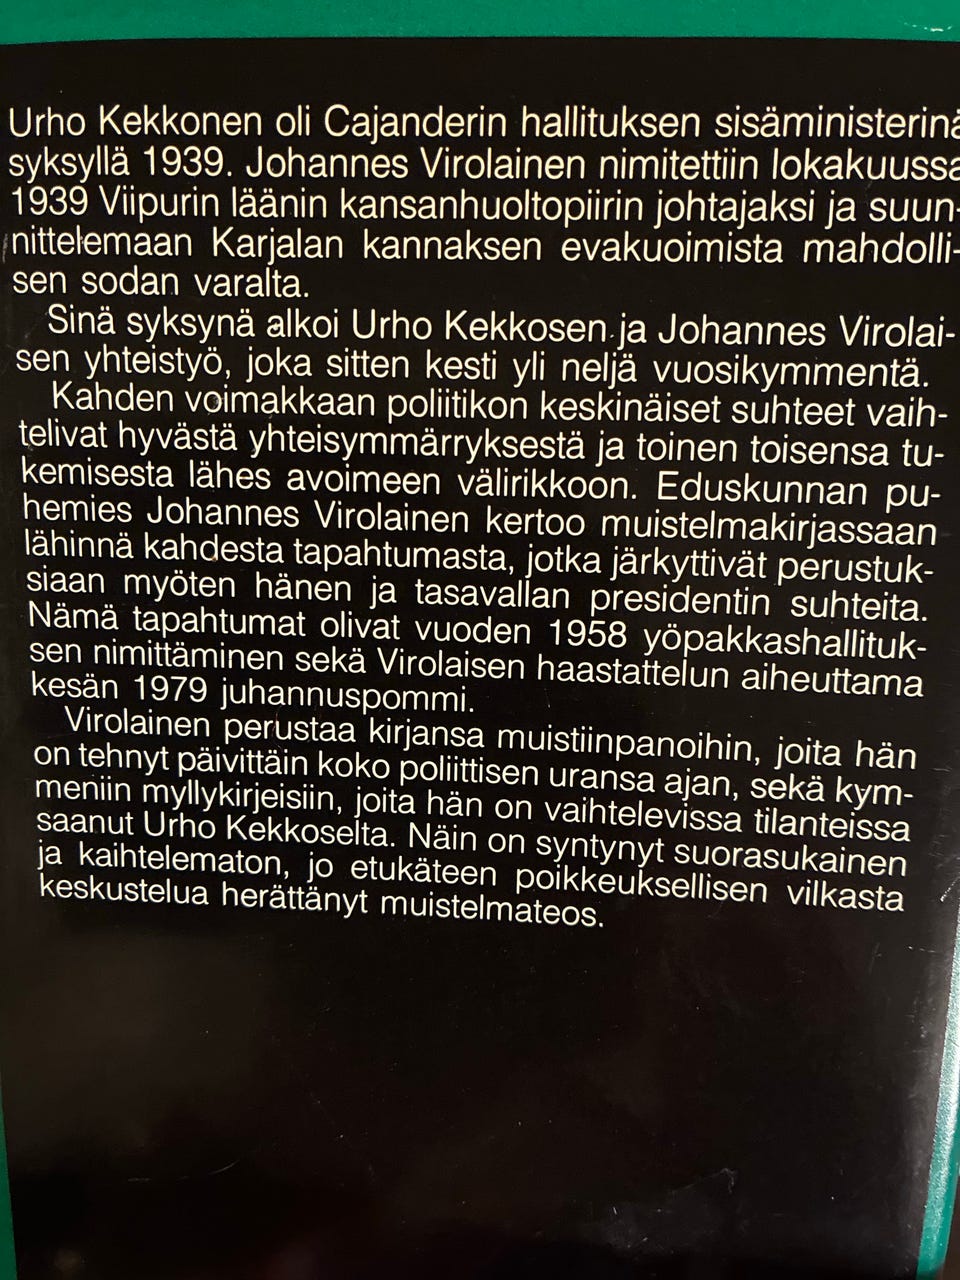 Urho Kekkonen oli Cajanderin hallituksen sisäministerinä
syksyllä 1939. Johannes Virolainen nimitettiin lokakuussa
1939 Viipurin läänin kansanhuoltopiirin johtajaksi ja suun-
nittelemaan Karjalan kannaksen evakuoimista mahdolli-
sen sodan varalta.
Sinä syksynä alkoi Urho Kekkosen ja Johannes Virolai-
sen yhteistyö, joka sitten kesti yli neljä vuosikymmentä.
Kahden voimakkaan poliitikon keskinäiset suhteet vaih-
telivat hyvästä yhteisymmärryksestä ja toinen toisensa tu-
kemisesta lähes avoimeen välirikkoon. Eduskunnan pu-
hemies Johannes Virolainen kertoo muistelmakirjassaan
lähinnä kahdesta tapahtumasta, jotka järkyttivät perustuk-
siaan myöten hänen ja tasavallan presidentin suhteita.
Nämä tapahtumat olivat vuoden 1958 yöpakkashallituk-
sen nimittäminen sekä Virolaisen haastattelun aiheuttama
kesän 1979 juhannuspommi.
Virolainen perustaa kirjansa muistiinpanoihin, joita hän
on tehnyt päivittäin koko poliittisen uransa ajan, sekä kym-
meniin myllykirjeisiin, joita hän on vaihtelevissa tilanteissa
saanut Urho Kekkoselta. Näin on syntynyt suorasukainen
ja kaihtelematon, jo etukäteen poikkeuksellisen vilkasta
keskustelua herättänyt muistelmateos.